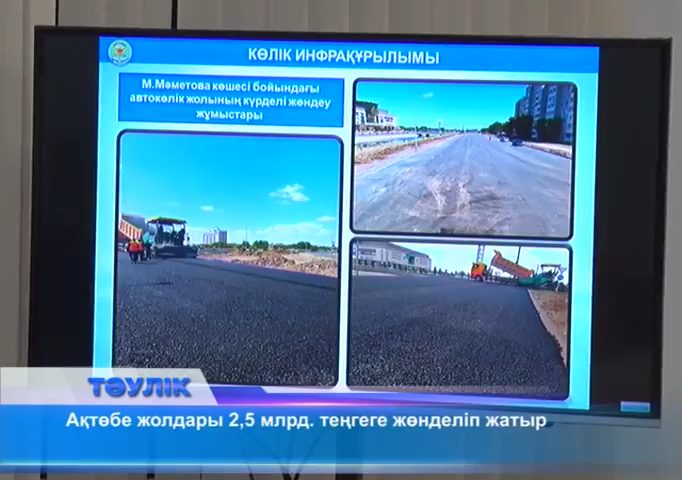 КӨЛІК ИНФРАҚҰРЫЛЫМЫ
М.Мәметова көшесі бойындағы
автокөлік жолының күрделі жөндеу
жұмыстары
ТӘУЛІК
Ақтөбе жолдары 2,5 млрд. теңгеге жөнделіп жатыр